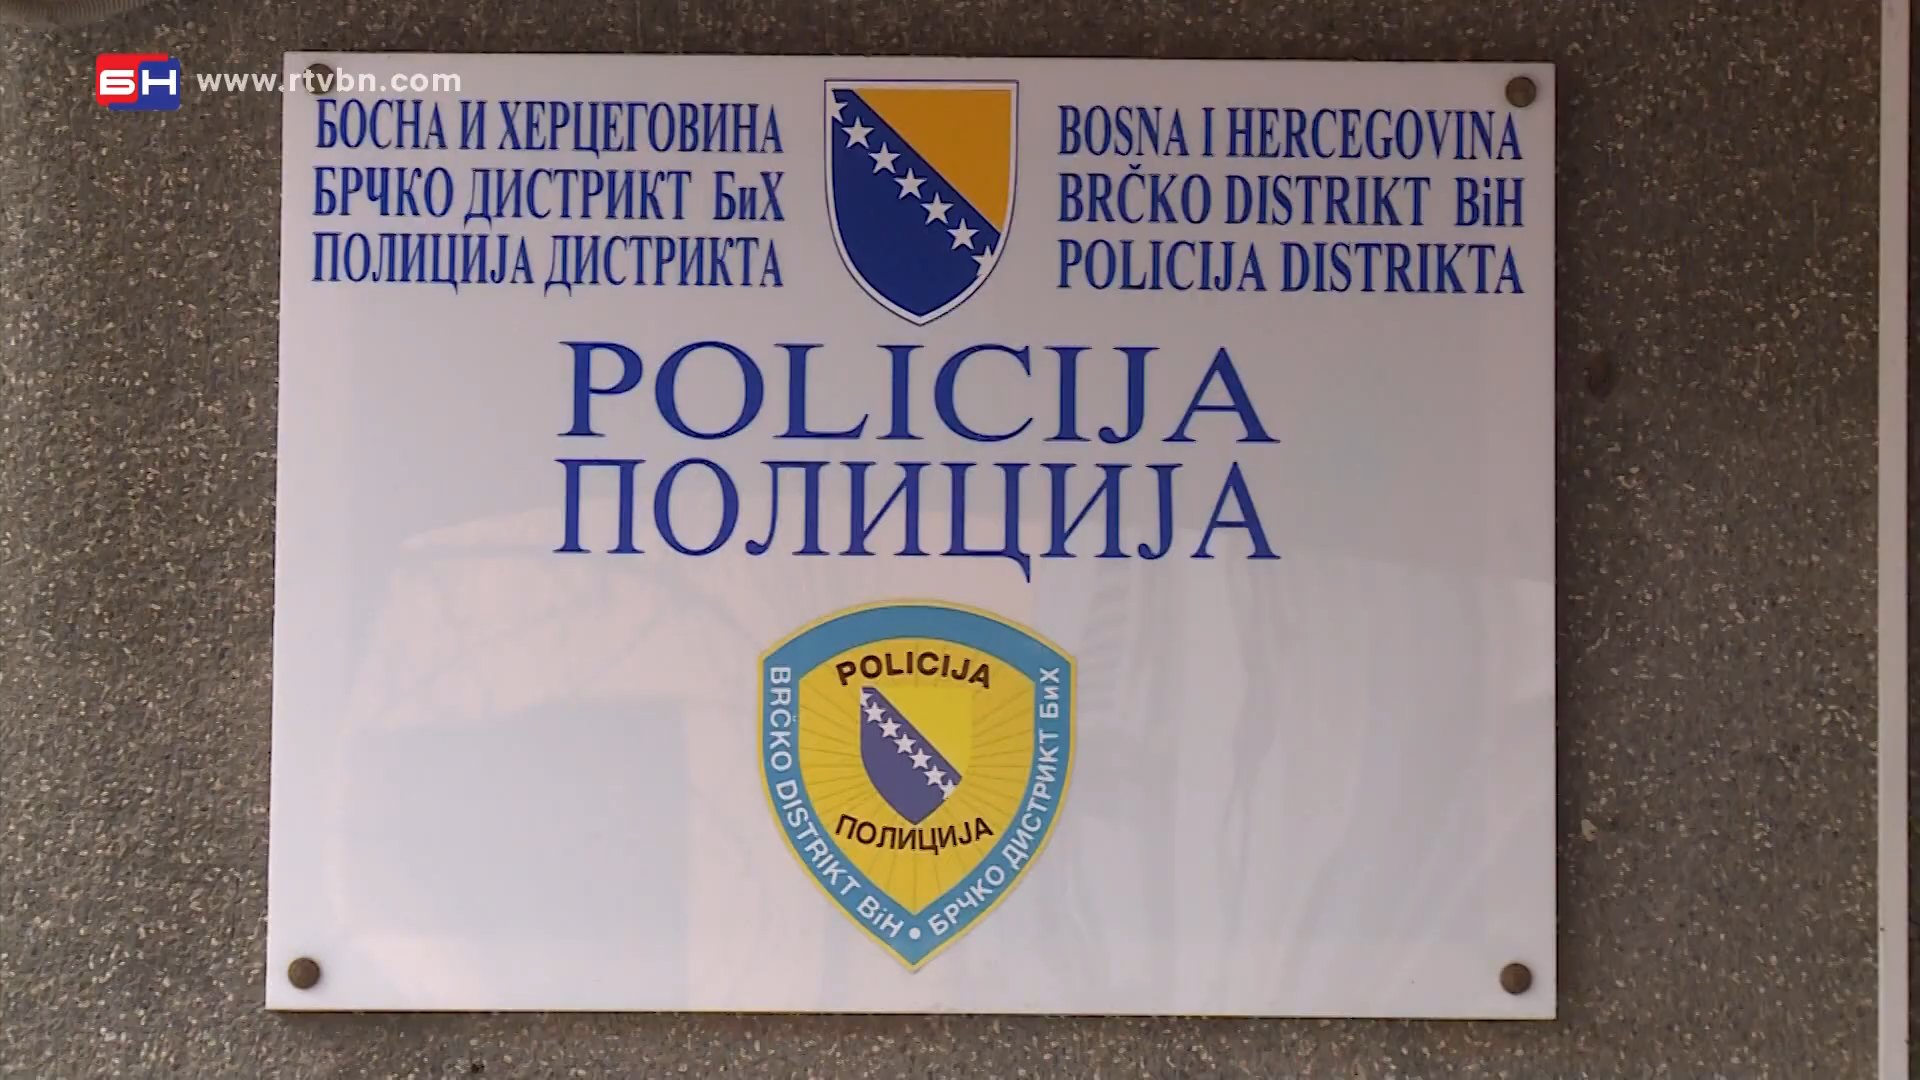 БН www.rtvbn.com
БОСНА И ХЕРЦЕГОВИНА
БРЧКО ДИСТРИКТ БиХ
ПОЛИЦИЈА ДИСТРИКТА
BOSNA I HERCEGOVINA
BRČKO DISTRIKT BiH
POLICIJA DISTRIKTA
POLICIJA
ПОЛИЦИЈА
POLICIJA
ПОЛИЦИЈА
BRČKO DISTRIKT BiH • БРЧКО ДИСТРИКТ БиХ